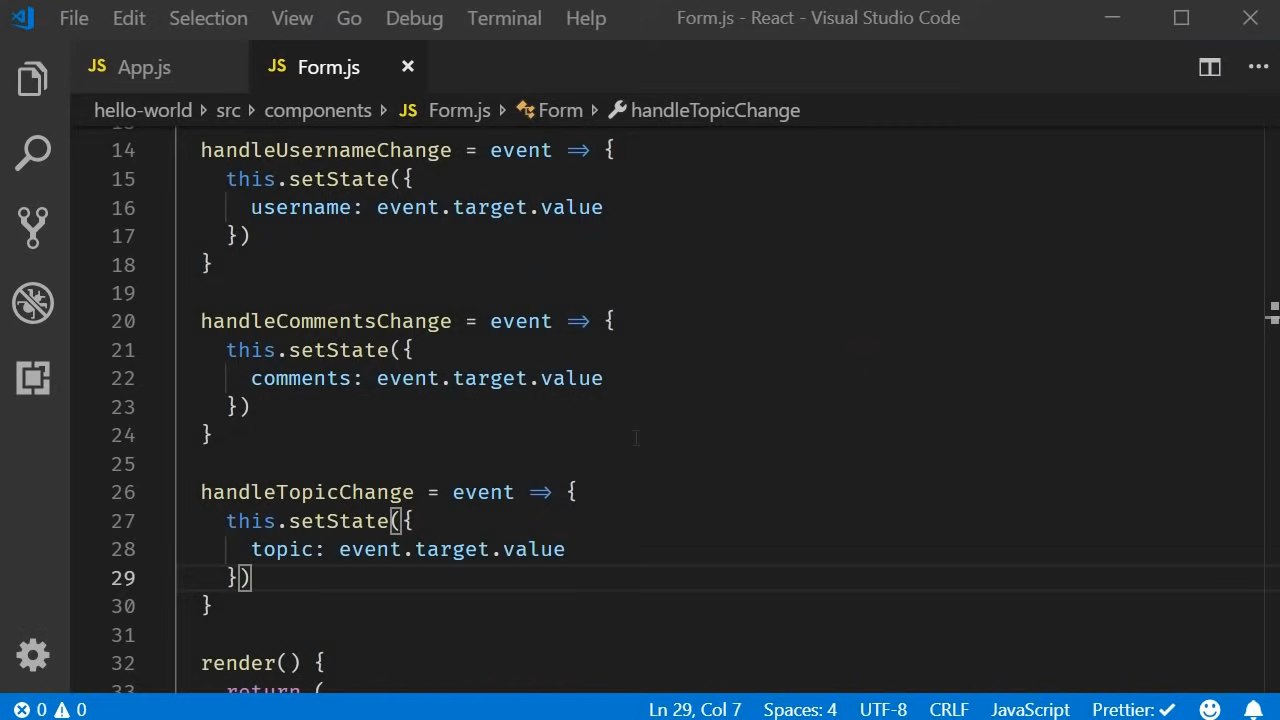 File Edit Selection View Go Debug Terminal Help Form.js - React - Visual Studio Code
JS App.js JS Form.js
hello-world src components JS Form.js Form handleTopicChange
14 handleUsernameChange = event => {
15 this.setState({
16 username: event.target.value
17 })
18 }
19
20 handleCommentsChange = event => {
21 this.setState({
22 comments: event.target.value
23 })
24 }
25
26 handleTopicChange = event => {
27 this.setState({
28 topic: event.target.value
29 })
30 }
31
32 render() {
33 return (
0 0 Ln 29, Col 7 Spaces: 4 UTF-8 CRLF JavaScript Prettier: ✓